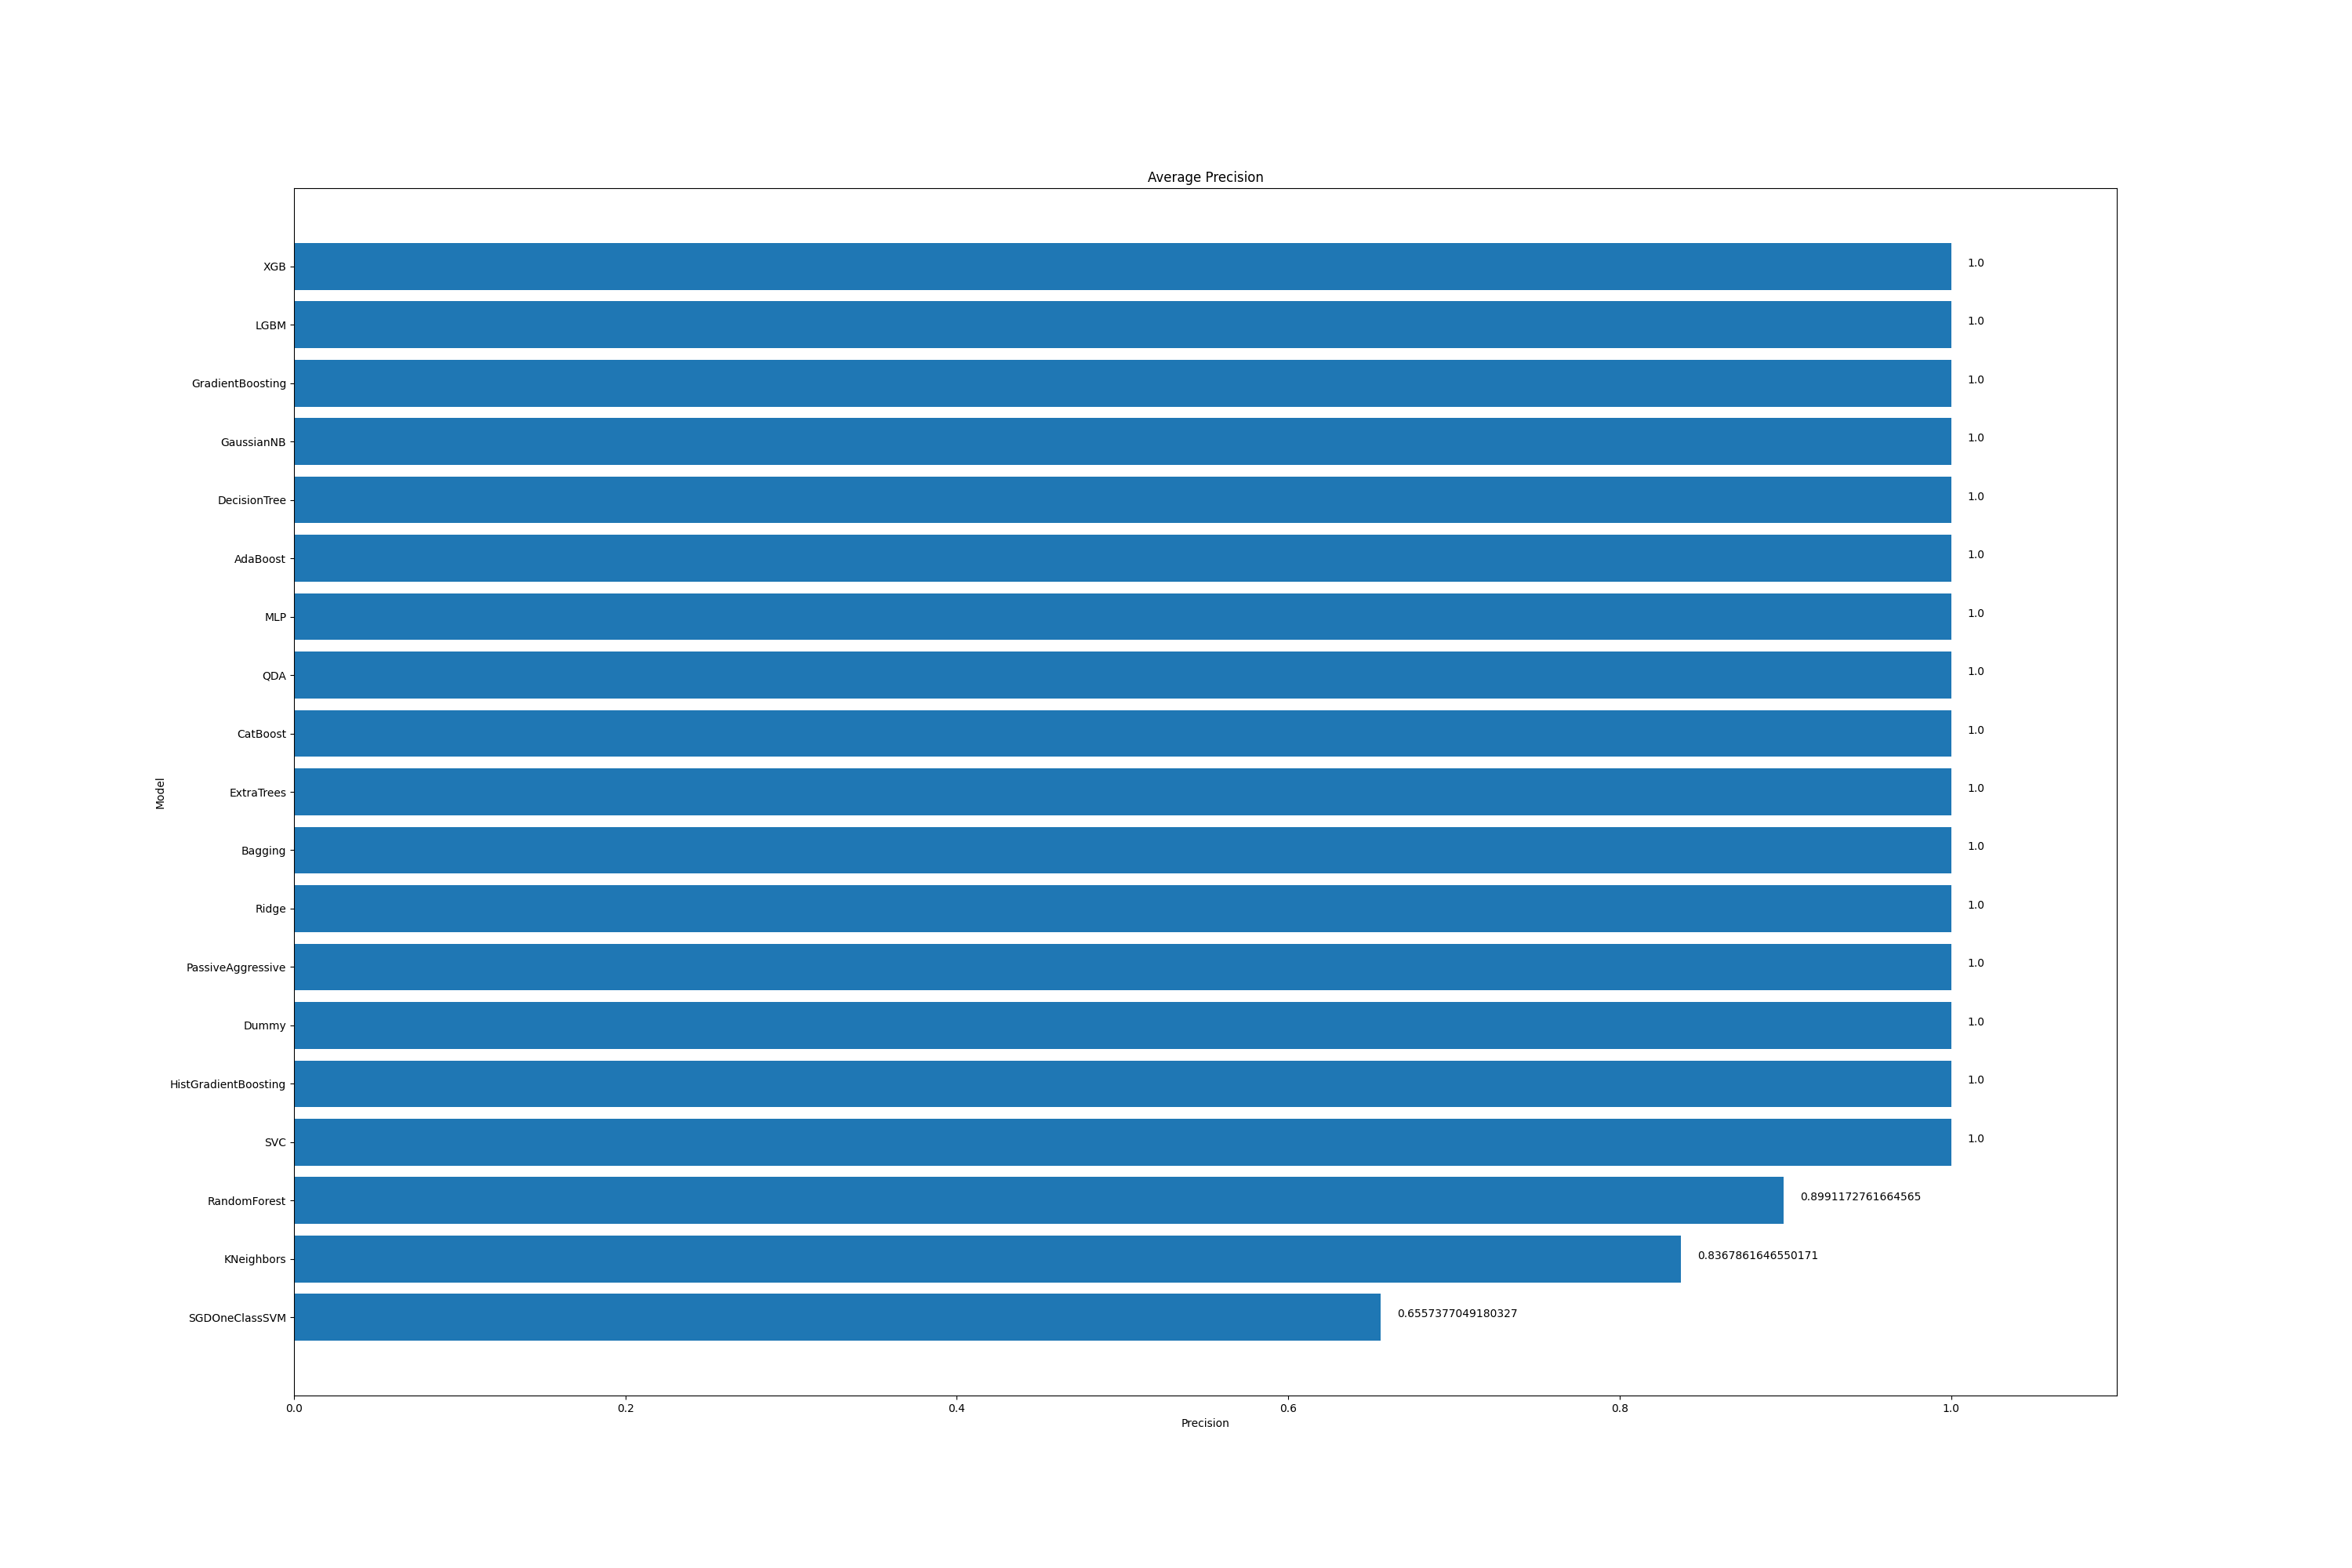 Average Precision
XGB 1.0
LGBM 1.0
GradientBoosting 1.0
GaussianNB 1.0
DecisionTree 1.0
AdaBoost 1.0
MLP 1.0
QDA 1.0
CatBoost 1.0
Model
ExtraTrees 1.0
Bagging 1.0
Ridge 1.0
PassiveAggressive 1.0
Dummy 1.0
HistGradientBoosting 1.0
SVC 1.0
RandomForest 0.8991172761664565
KNeighbors 0.8367861646550171
SGDOneClassSVM 0.6557377049180327
0.0 0.2 0.4 0.6 0.8 1.0
Precision